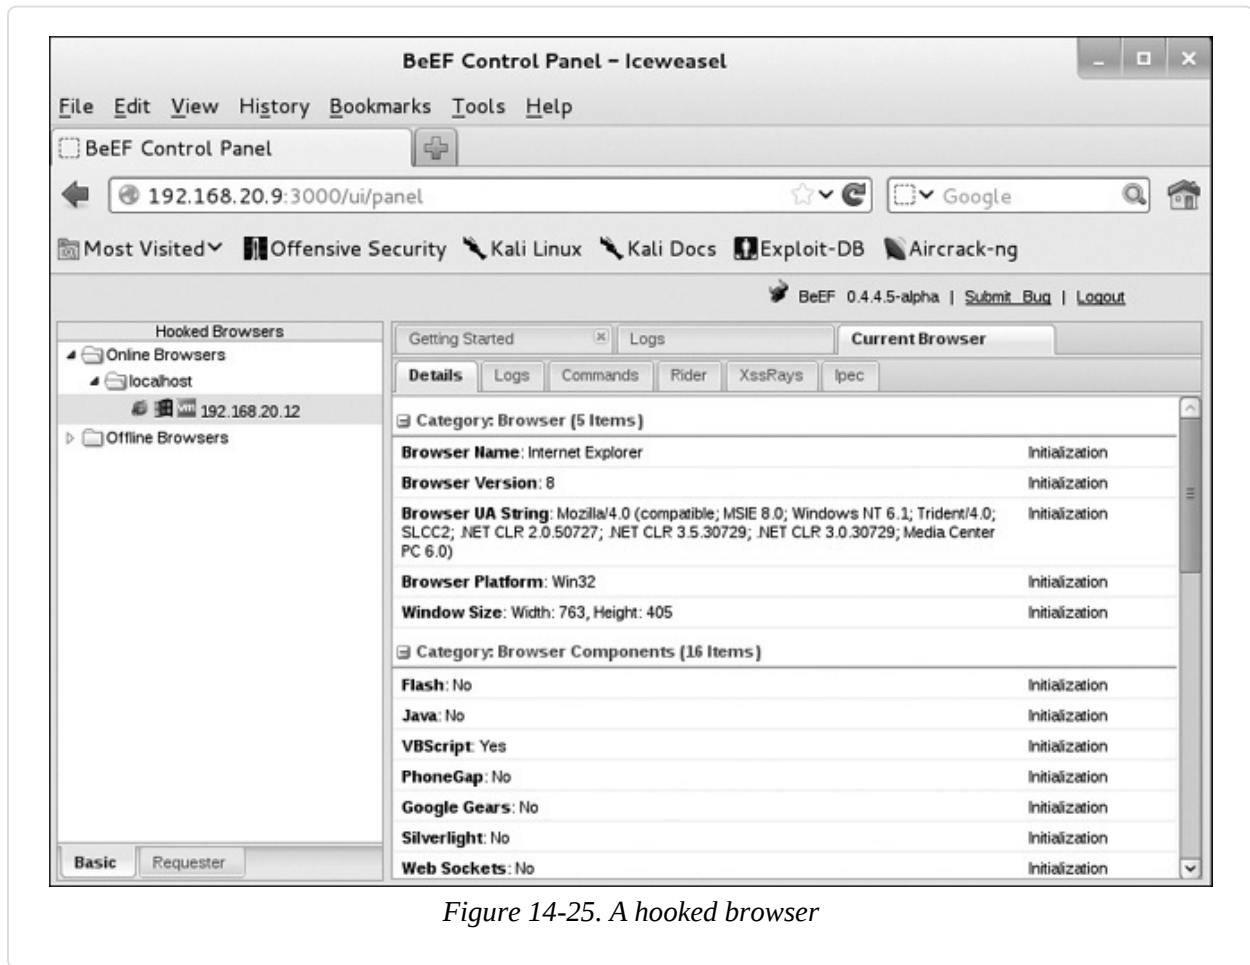 BeEF Control Panel – Iceweasel
File Edit View History Bookmarks Tools Help
BeEF Control Panel
192.168.20.9:3000/ui/panel
Google
Most Visited Offensive Security Kali Linux Kali Docs Exploit-DB Aircrack-ng
BeEF 0.4.4.5-alpha | Submit Bug | Logout
Hooked Browsers
Online Browsers
localhost
192.168.20.12
Offline Browsers
Basic Requester
Getting Started Logs Current Browser
Details Logs Commands Rider XssRays Ipec
Category: Browser (5 Items)
Browser Name: Internet Explorer Initialization
Browser Version: 8 Initialization
Browser UA String: Mozilla/4.0 (compatible; MSIE 8.0; Windows NT 6.1; Trident/4.0; Initialization
SLCC2; .NET CLR 2.0.50727; .NET CLR 3.5.30729; .NET CLR 3.0.30729; Media Center
PC 6.0)
Browser Platform: Win32 Initialization
Window Size: Width: 763, Height: 405 Initialization
Category: Browser Components (16 Items)
Flash: No Initialization
Java: No Initialization
VBScript: Yes Initialization
PhoneGap: No Initialization
Google Gears: No Initialization
Silverlight: No Initialization
Web Sockets: No Initialization
Figure 14-25. A hooked browser